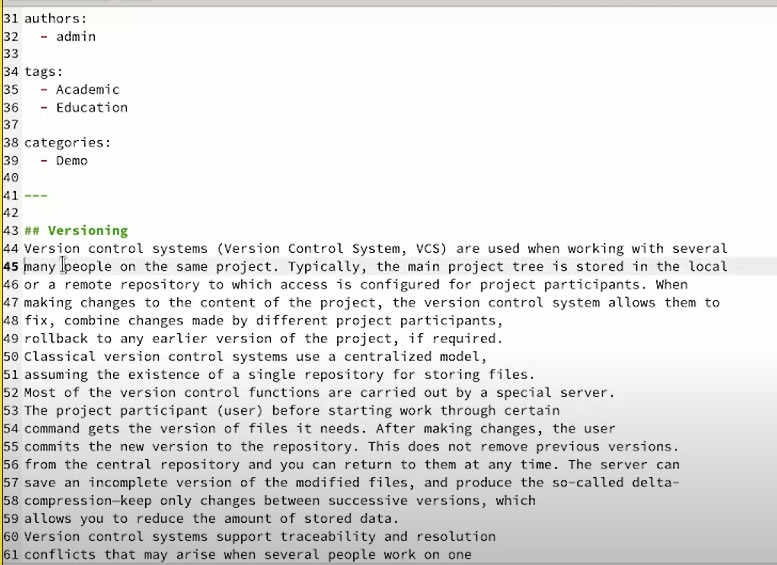 31 authors:
32 - admin
33
34 tags:
35 - Academic
36 - Education
37
38 categories:
39 - Demo
40
41 ---
42
43 ## Versioning
44 Version control systems (Version Control System, VCS) are used when working with several
45 many people on the same project. Typically, the main project tree is stored in the local
46 or a remote repository to which access is configured for project participants. When
47 making changes to the content of the project, the version control system allows them to
48 fix, combine changes made by different project participants,
49 rollback to any earlier version of the project, if required.
50 Classical version control systems use a centralized model,
51 assuming the existence of a single repository for storing files.
52 Most of the version control functions are carried out by a special server.
53 The project participant (user) before starting work through certain
54 command gets the version of files it needs. After making changes, the user
55 commits the new version to the repository. This does not remove previous versions.
56 from the central repository and you can return to them at any time. The server can
57 save an incomplete version of the modified files, and produce the so-called delta-
58 compression—keep only changes between successive versions, which
59 allows you to reduce the amount of stored data.
60 Version control systems support traceability and resolution
61 conflicts that may arise when several people work on one